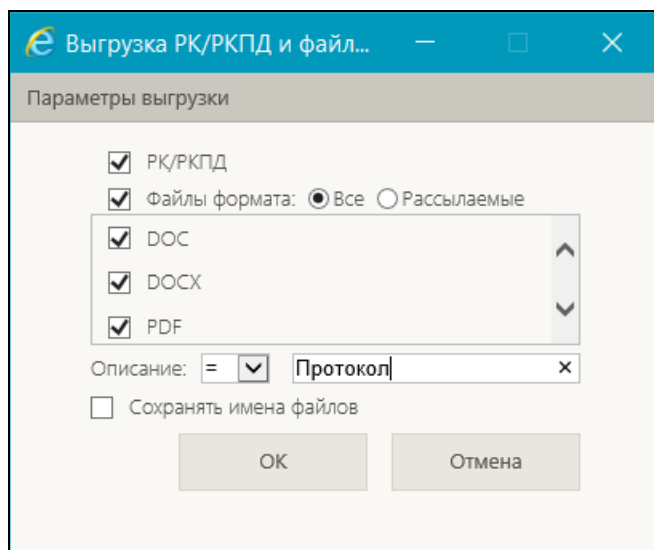 Выгрузка РК/РКПД и файл...
Параметры выгрузки
РК/РКПД
Файлы формата: Все Рассылаемые
DOC
DOCX
PDF
Описание: = Протокол
Сохранять имена файлов
ОК Отмена